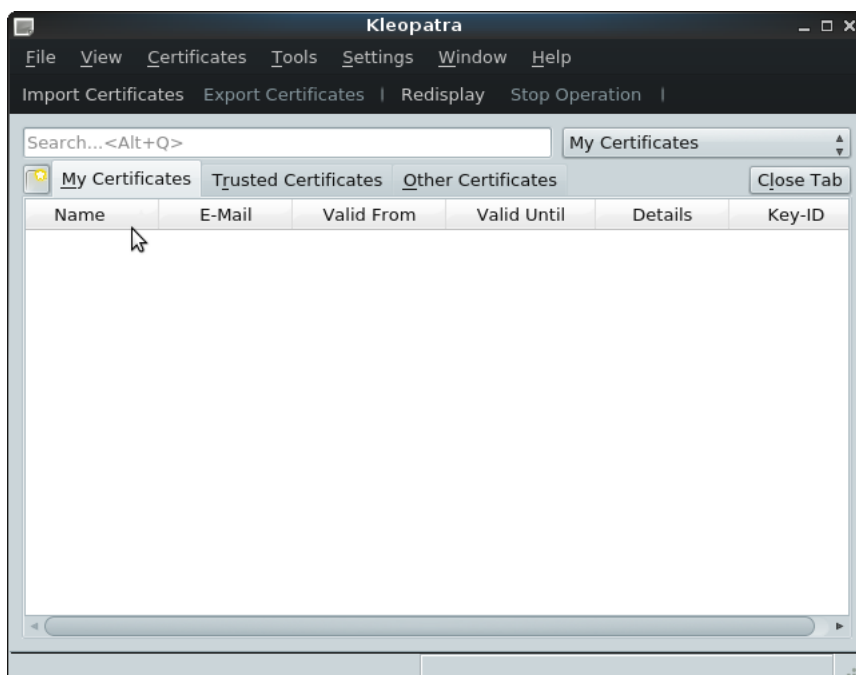 Kleopatra
File View Certificates Tools Settings Window Help
Import Certificates Export Certificates Redisplay Stop Operation
Search...<Alt+Q> My Certificates
My Certificates Trusted Certificates Other Certificates Close Tab
Name E-Mail Valid From Valid Until Details Key-ID